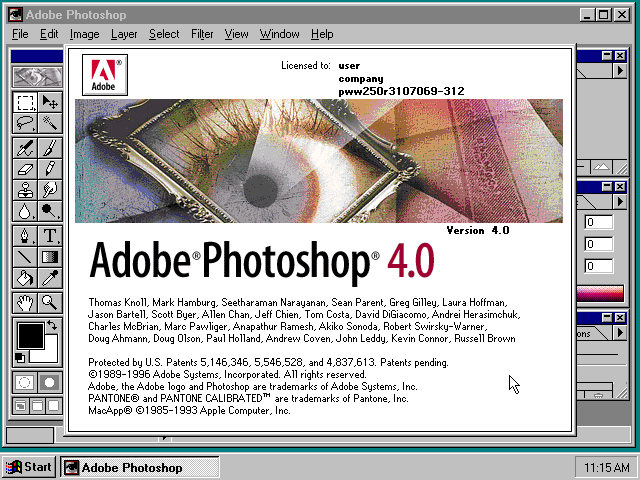 Adobe Photoshop
File Edit Image Layer Select Filter View Window Help
Adobe
Licensed to: user
company
pww250r3107069-312
Version 4.0
Adobe® Photoshop® 4.0
Thomas Knoll, Mark Hamburg, Seetharaman Narayanan, Sean Parent, Greg Gilley, Laura Hoffman,
Jason Bartell, Scott Byer, Allen Chan, Jeff Chien, Tom Costa, David DiGiacomo, Andrei Herasimchuk,
Charles McBrian, Marc Pawliger, Anapathur Ramesh, Akiko Sonoda, Robert Swirsky-Warner,
Doug Ahmann, Doug Olson, Paul Holland, Andrew Coven, John Leddy, Kevin Connor, Russell Brown
Protected by U.S. Patents 5,146,346, 5,546,528, and 4,837,613. Patents pending.
©1989-1996 Adobe Systems, Incorporated. All rights reserved.
Adobe, the Adobe logo and Photoshop are trademarks of Adobe Systems, Inc.
PANTONE® and PANTONE CALIBRATED™ are trademarks of Pantone, Inc.
MacApp® ©1985-1993 Apple Computer, Inc.
T
0
0
0
Start Adobe Photoshop 11:15 AM